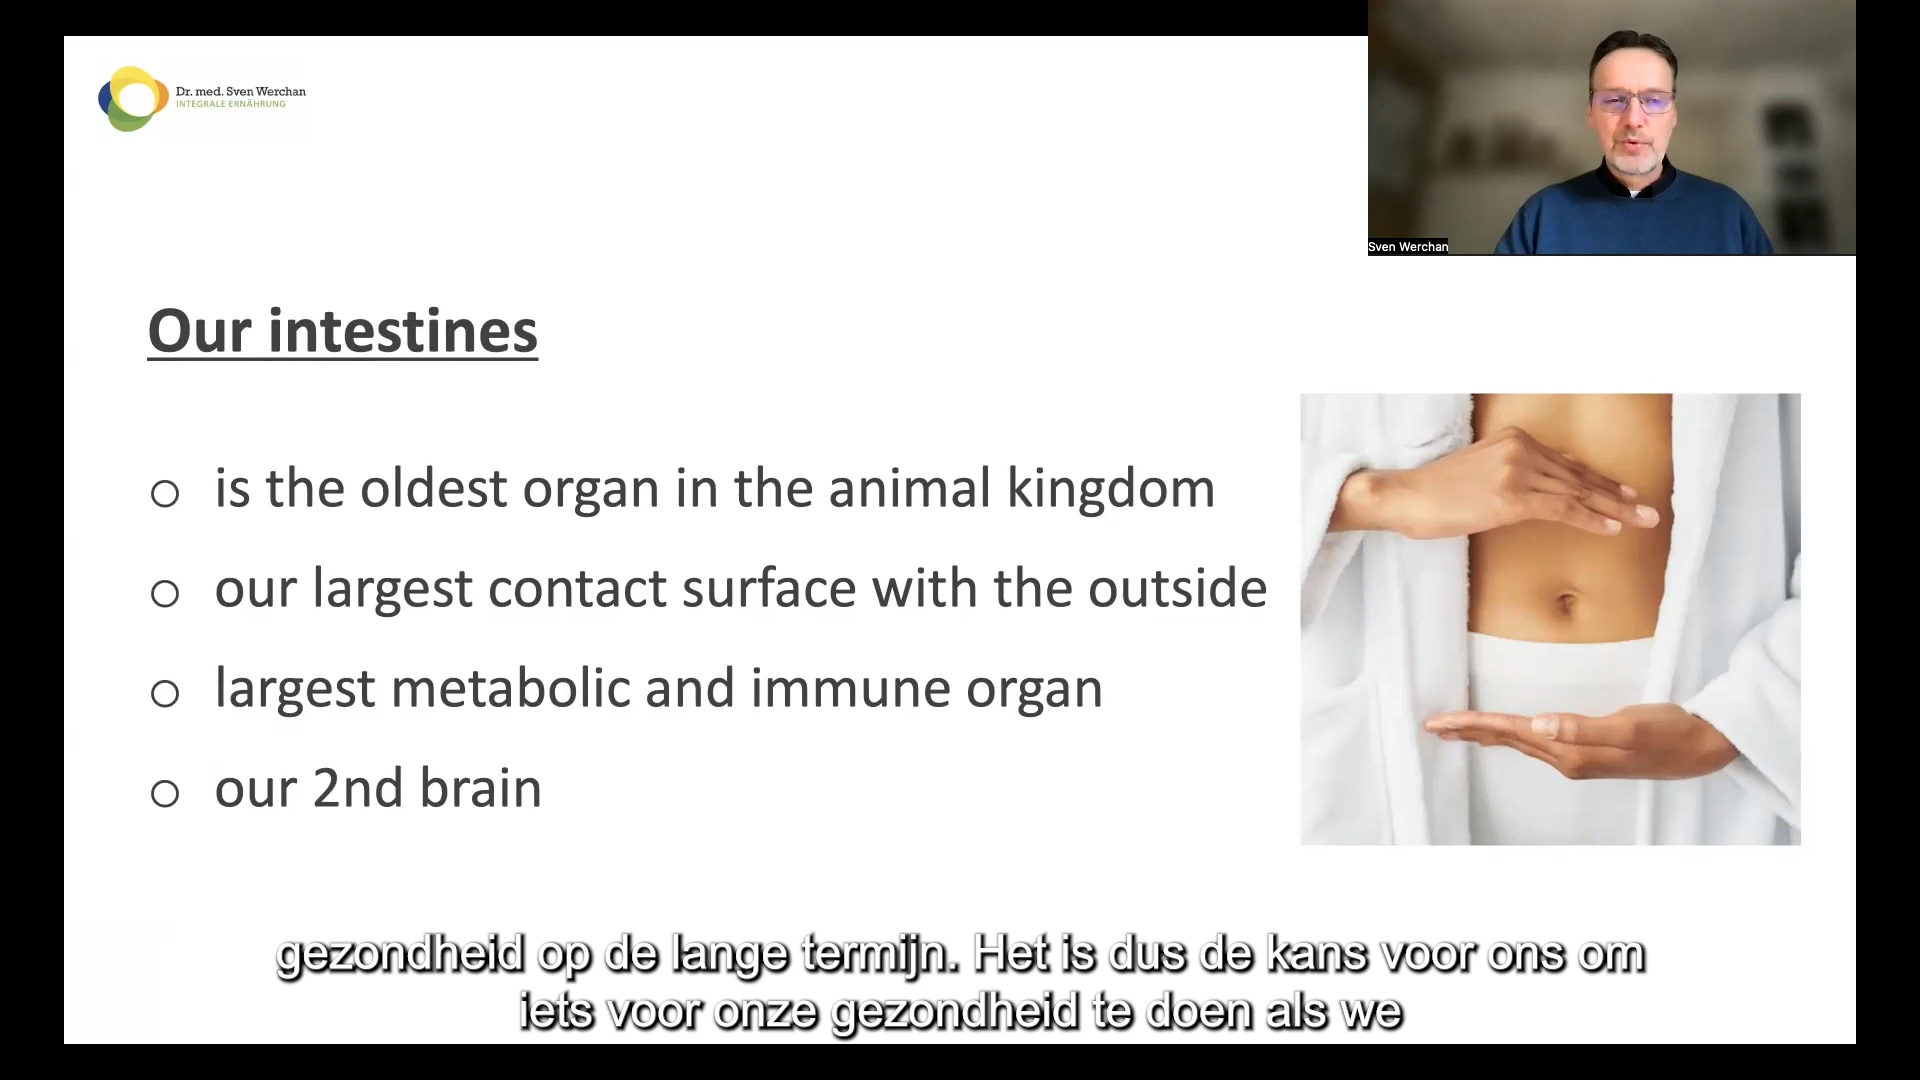 Dr. med. Sven Werchan
INTEGRALE ERNÄHRUNG
Sven Werchan
Our intestines
o is the oldest organ in the animal kingdom
o our largest contact surface with the outside
o largest metabolic and immune organ
o our 2nd brain
gezondheid op de lange termijn. Het is dus de kans voor ons om
iets voor onze gezondheid te doen als we